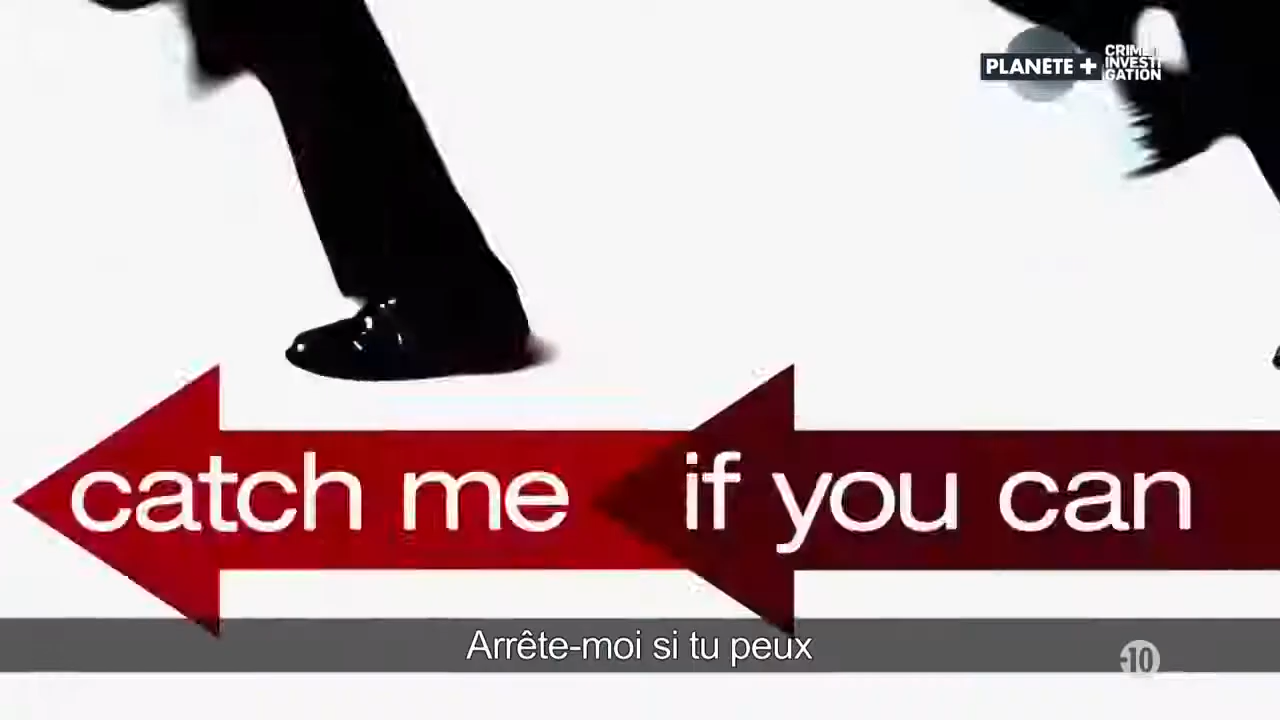 PLANETE +
CRIME
INVESTI
GATION
catch me if you can
Arrête-moi si tu peux
-10